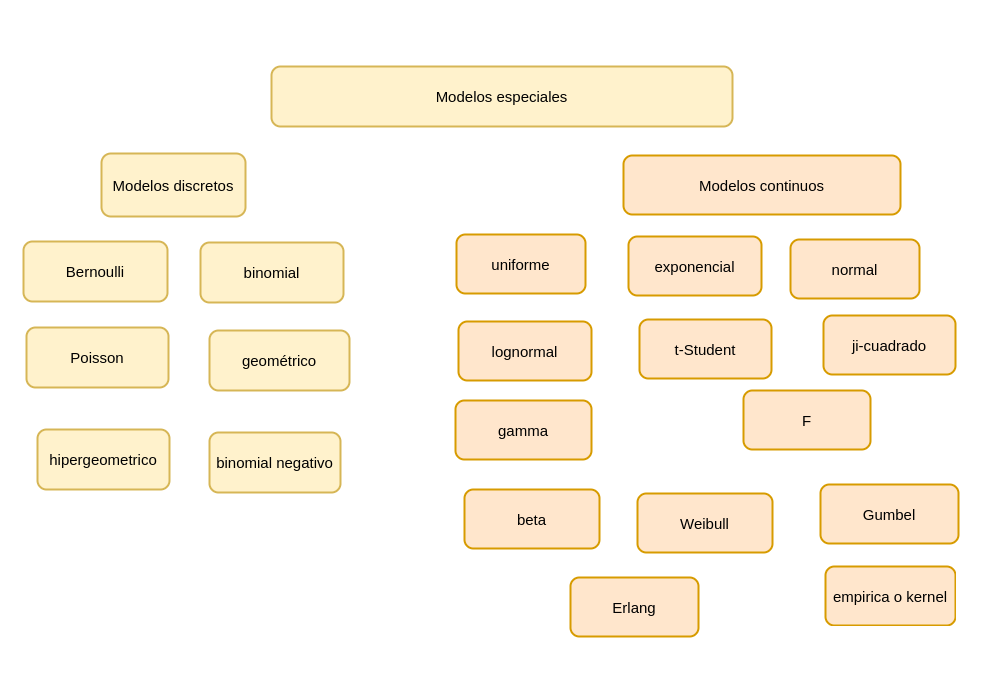 Modelos especiales
Modelos discretos
Modelos continuos
Bernoulli
binomial
Poisson
geométrico
hipergeometrico
binomial negativo
uniforme
exponencial
normal
lognormal
t-Student
ji-cuadrado
gamma
F
beta
Weibull
Gumbel
Erlang
empirica o kernel